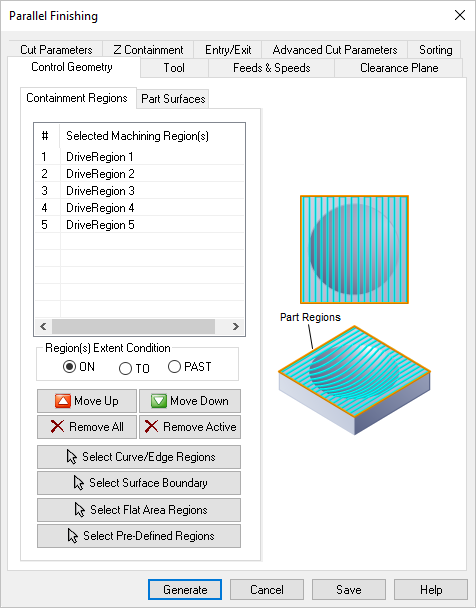 Parallel Finishing
Cut Parameters Z Containment Entry/Exit Advanced Cut Parameters Sorting
Control Geometry Tool Feeds & Speeds Clearance Plane
Containment Regions Part Surfaces
# Selected Machining Region(s)
1 DriveRegion 1
2 DriveRegion 2
3 DriveRegion 3
4 DriveRegion 4
5 DriveRegion 5
Part Regions
Region(s) Extent Condition
ON TO PAST
Move Up Move Down
Remove All Remove Active
Select Curve/Edge Regions
Select Surface Boundary
Select Flat Area Regions
Select Pre-Defined Regions
Generate Cancel Save Help